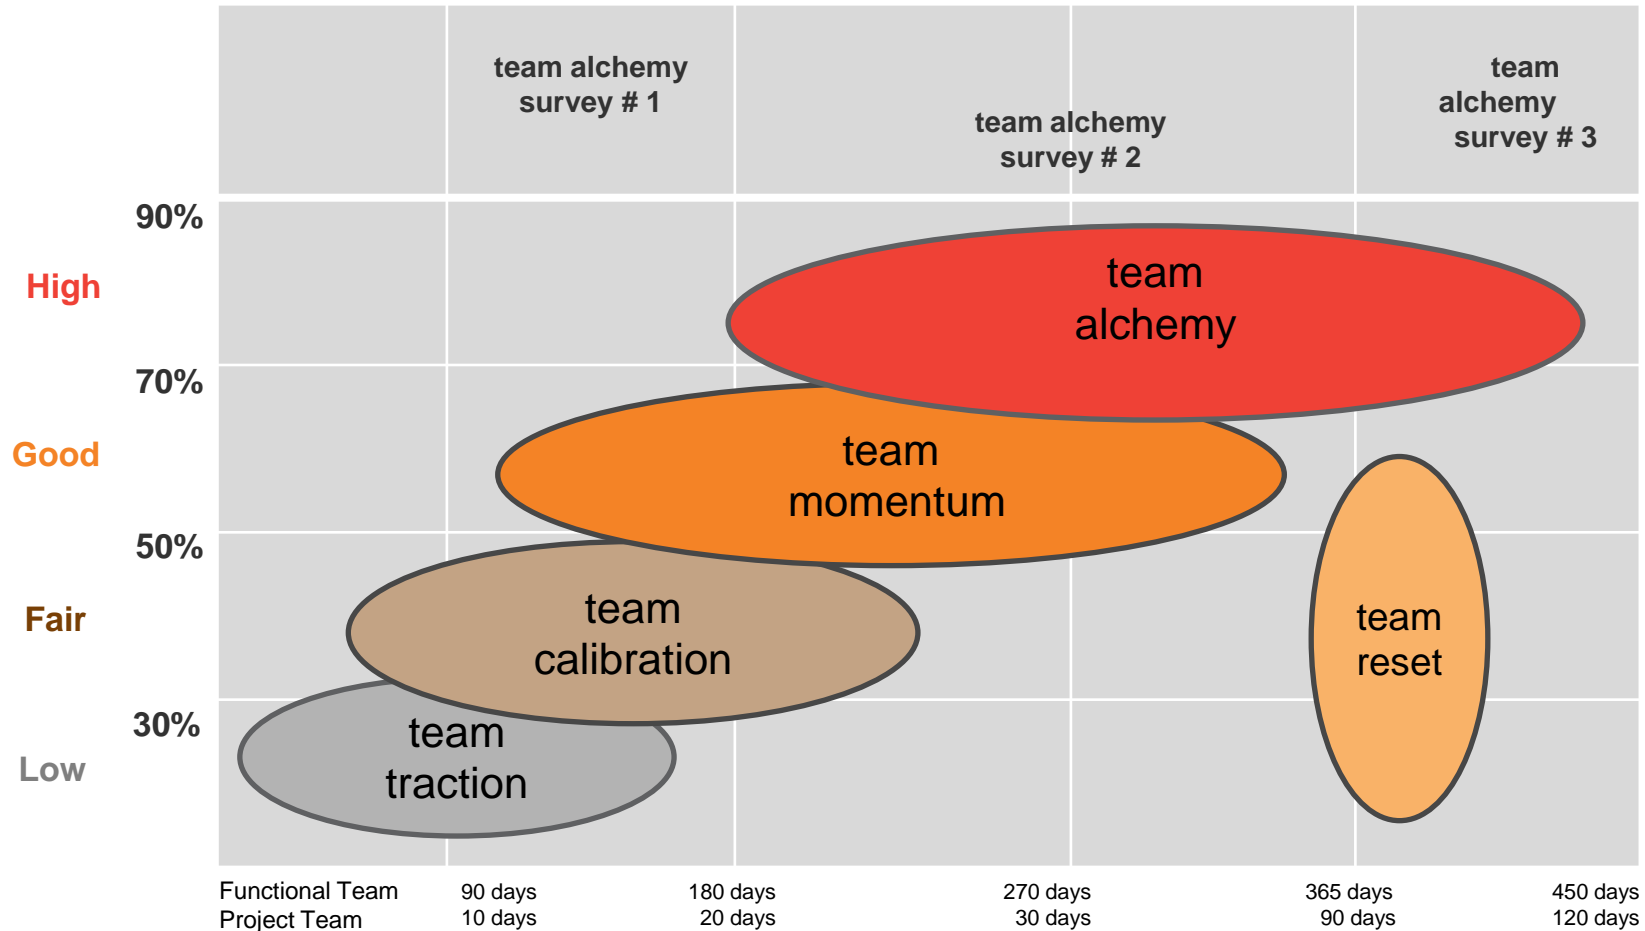 team alchemy
survey # 1
team alchemy
survey # 2
team
alchemy
survey # 3
90%
High
70%
Good
50%
Fair
30%
Low
team
alchemy
team
momentum
team
calibration
team
traction
team
reset
Functional Team 90 days 180 days 270 days 365 days 450 days
Project Team 10 days 20 days 30 days 90 days 120 days